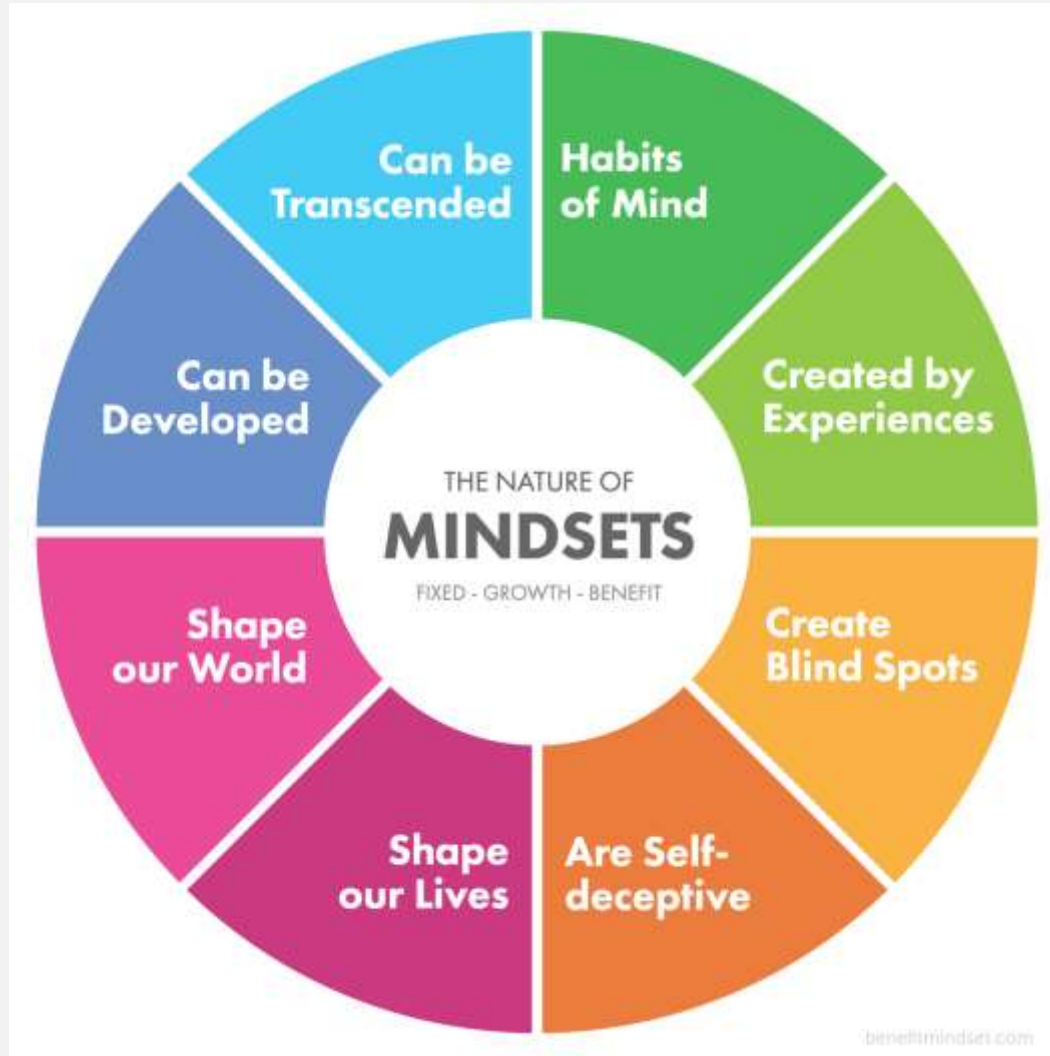 Can be
Transcended
Habits
of Mind
Created by
Experiences
Create
Blind Spots
Are Self-
deceptive
Shape
our Lives
Shape
our World
Can be
Developed
THE NATURE OF
MINDSETS
FIXED - GROWTH - BENEFIT
benefitmindset.com